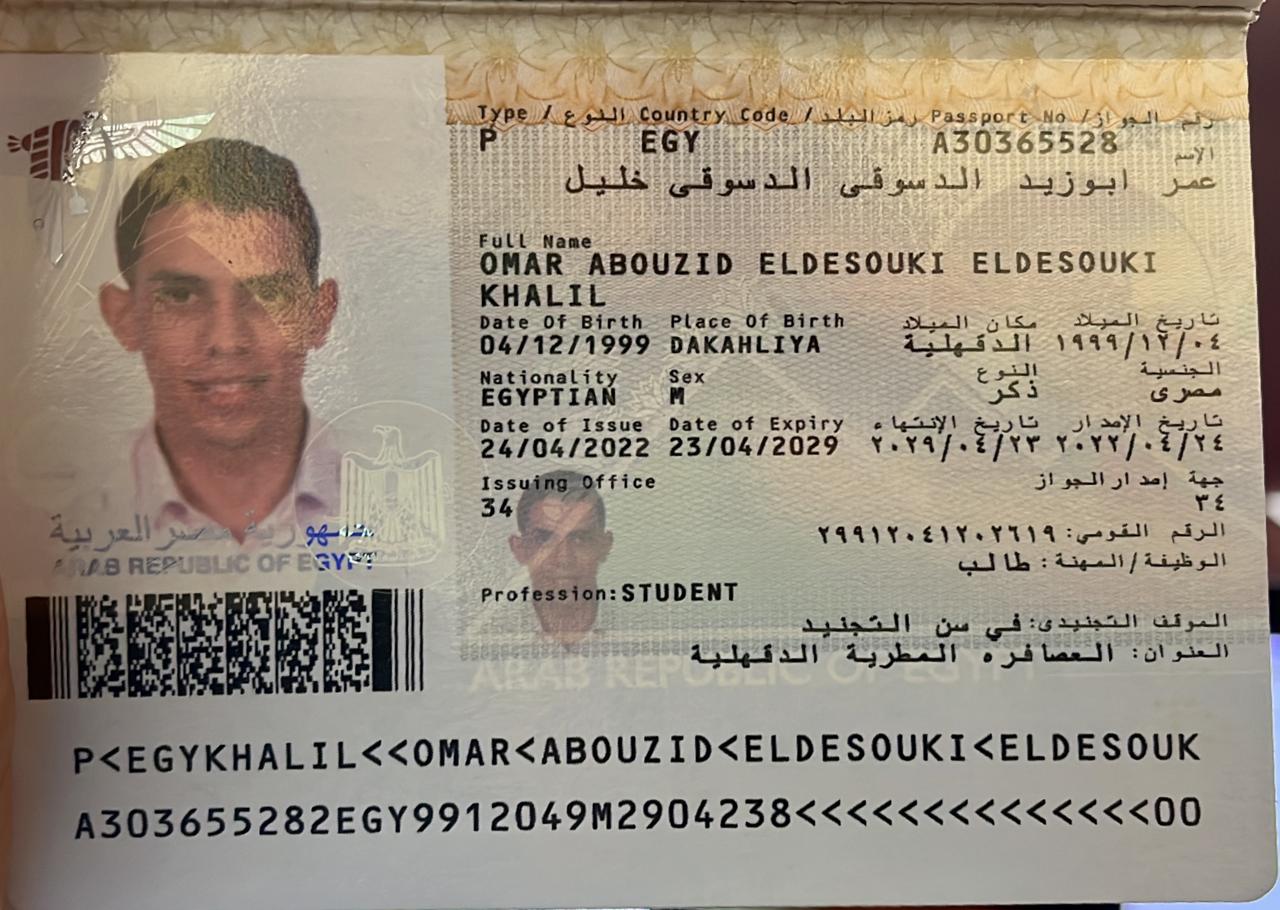 Type / النوع Country Code / رمز البلد Passport No / رقم الجواز
P EGY A30365528
الاسم
عمر ابوزيد الدسوقى الدسوقى خليل
Full Name
OMAR ABOUZID ELDESOUKI ELDESOUKI
KHALIL
Date Of Birth Place Of Birth مكان الميلاد تاريخ الميلاد
04/12/1999 DAKAHLIYA الدقهلية ١٩٩٩/١٢/٠٤
Nationality Sex النوع الجنسية
EGYPTIAN M ذكر مصرى
Date of Issue Date of Expiry تاريخ الإنتهاء تاريخ الإصدار
24/04/2022 23/04/2029 ٢٠٢٩/٠٤/٢٣ ٢٠٢٢/٠٤/٢٤
Issuing Office جهة إصدار الجواز
34 ٣٤
الرقم القومي: ٢٩٩١٢٠٤١٢٠٢٦١٩
الوظيفة/المهنة: طالب
Profession:STUDENT
الموقف التجنيدى: في سن التجنيد
العنوان: العصافره المطرية الدقهلية
جمهورية مصر العربية
ARAB REPUBLIC OF EGYPT
ARAB REPUBLIC OF EGYPT
P<EGYKHALIL<<OMAR<ABOUZID<ELDESOUKI<ELDESOUK
A303655282EGY9912049M2904238<<<<<<<<<<<<<<00